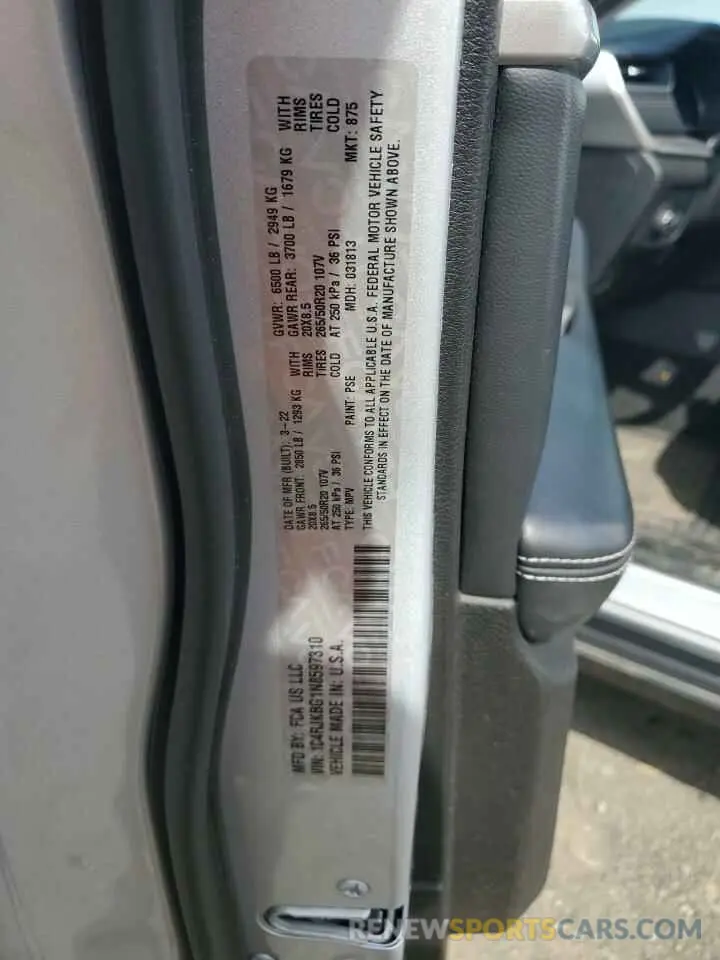 MFD BY: FCA US LLC
VIN: 1C4RJKBG1N8597310
VEHICLE MADE IN: U.S.A.
DATE OF MFR (BUILT): 3-22
GAWR FRONT: 2850 LB / 1293 KG WITH
20X8.5 RIMS
265/50R20 107V TIRES
AT 250 kPa / 36 PSI COLD
TYPE: MPV PAINT: PSE
GVWR: 6500 LB / 2949 KG
GAWR REAR: 3700 LB / 1679 KG WITH
20X8.5 RIMS
265/50R20 107V TIRES
AT 250 kPa / 36 PSI COLD
MDH: 031813 MKT: 875
THIS VEHICLE CONFORMS TO ALL APPLICABLE U.S.A. FEDERAL MOTOR VEHICLE SAFETY
STANDARDS IN EFFECT ON THE DATE OF MANUFACTURE SHOWN ABOVE.
RENEWSPORTSCARS.COM